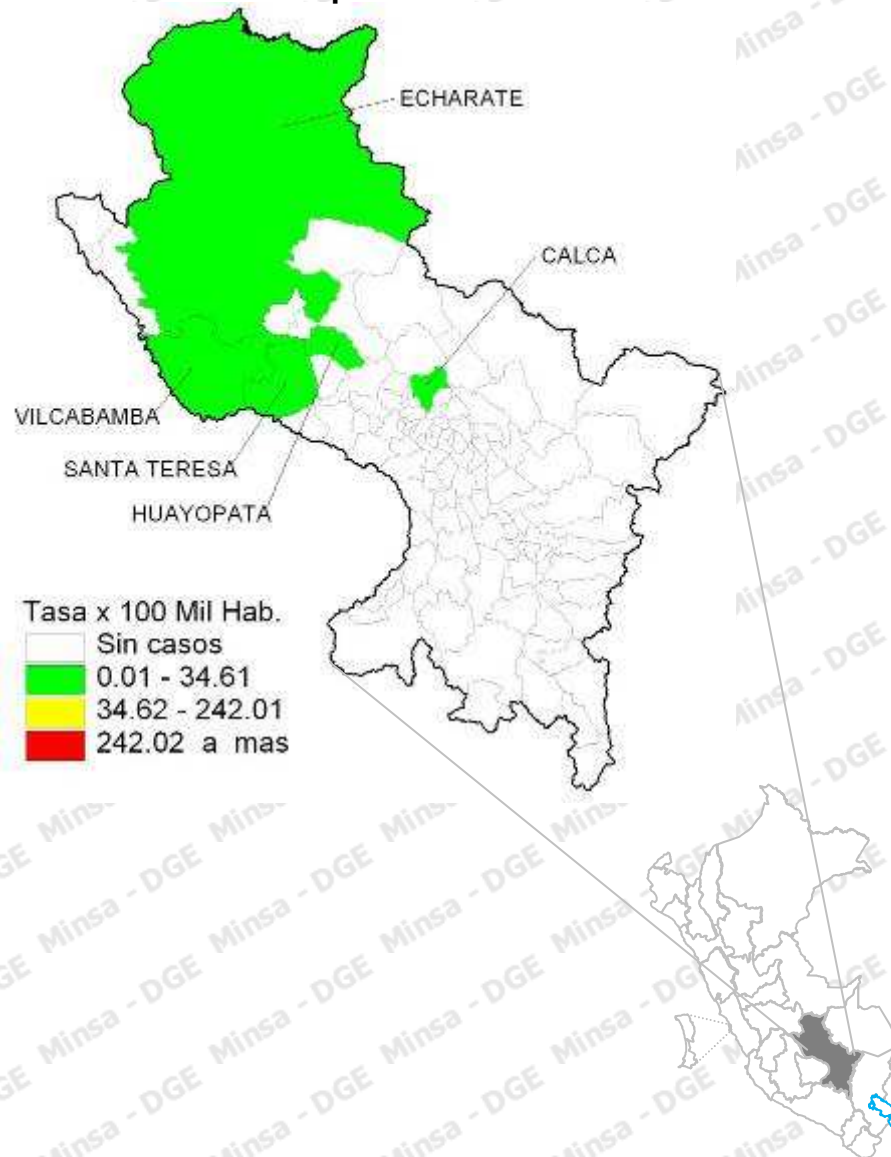 ECHARATE
CALCA
VILCABAMBA
SANTA TERESA
HUAYOPATA
Tasa x 100 Mil Hab.
Sin casos
0.01 - 34.61
34.62 - 242.01
242.02 a mas
Minsa - DGE